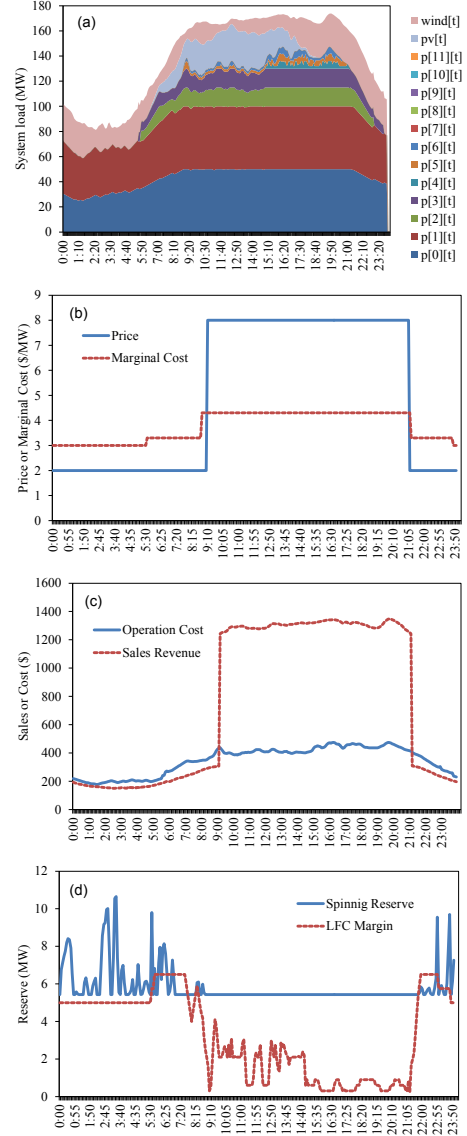 (a)
180
160
140
120
100
80
60
40
20
0
System load (MW)
0:00 1:10 2:20 3:30 4:40 5:50 7:00 8:10 9:20 10:30 11:40 12:50 14:00 15:10 16:20 17:30 18:40 19:50 21:00 22:10 23:20
wind[t]
pv[t]
p[11][t]
p[10][t]
p[9][t]
p[8][t]
p[7][t]
p[6][t]
p[5][t]
p[4][t]
p[3][t]
p[2][t]
p[1][t]
p[0][t]
(b)
9
8
7
6
5
4
3
2
1
0
Price or Marginal Cost ($/MW)
Price
Marginal Cost
0:00 0:55 1:50 2:45 3:40 4:35 5:30 6:25 7:20 8:15 9:10 10:05 11:00 11:55 12:50 13:45 14:40 15:35 16:30 17:25 18:20 19:15 20:10 21:05 22:00 22:55 23:50
(c)
1600
1400
1200
1000
800
600
400
200
0
Sales or Cost ($)
Operation Cost
Sales Revenue
0:00 1:00 2:00 3:00 4:00 5:00 6:00 7:00 8:00 9:00 10:00 11:00 12:00 13:00 14:00 15:00 16:00 17:00 18:00 19:00 20:00 21:00 22:00 23:00
(d)
12
10
8
6
4
2
0
Reserve (MW)
Spinnig Reserve
LFC Margin
0:00 0:55 1:50 2:45 3:40 4:35 5:30 6:25 7:20 8:15 9:10 10:05 11:00 11:55 12:50 13:45 14:40 15:35 16:30 17:25 18:20 19:15 20:10 21:05 22:00 22:55 23:50